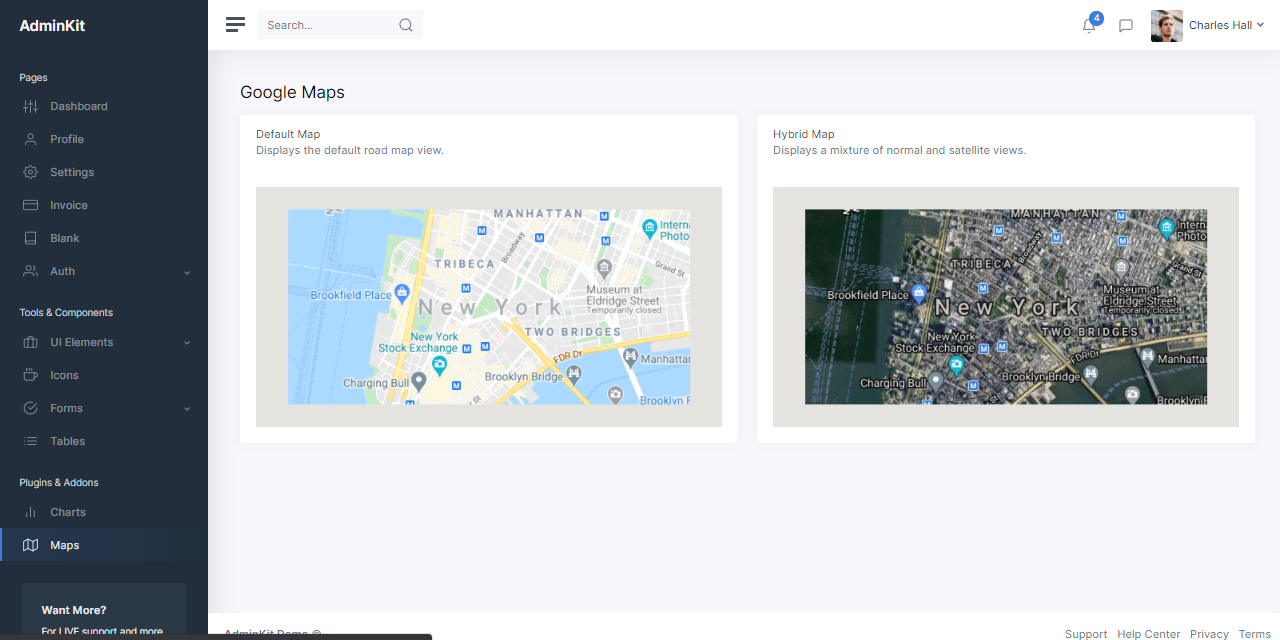 AdminKit
Search...
4
Charles Hall
Pages
Dashboard
Profile
Settings
Invoice
Blank
Auth
Tools & Components
UI Elements
Icons
Forms
Tables
Plugins & Addons
Charts
Maps
Want More?
For LIVE support and more
Google Maps
Default Map
Displays the default road map view.
MANHATTAN
Interna
Photo
Broadway
TRIBECA
Grand St
Brookfield Place
Museum at
Eldridge Street
Temporarily closed
New York
TWO BRIDGES
New York
Stock Exchange
FDR Dr
Manhattan
Charging Bull
Brooklyn Bridge
Brooklyn
Hybrid Map
Displays a mixture of normal and satellite views.
MANHATTAN
Intern
Photo
Broadway
TRIBECA
Grand St
Brookfield Place
Museum at
Eldridge Street
Temporarily closed
New York
TWO BRIDGES
New York
Stock Exchange
FDR Dr
Manhattan
Charging Bull
Brooklyn Bridge
Brooklyn
AdminKit Demo ©
Support Help Center Privacy Terms